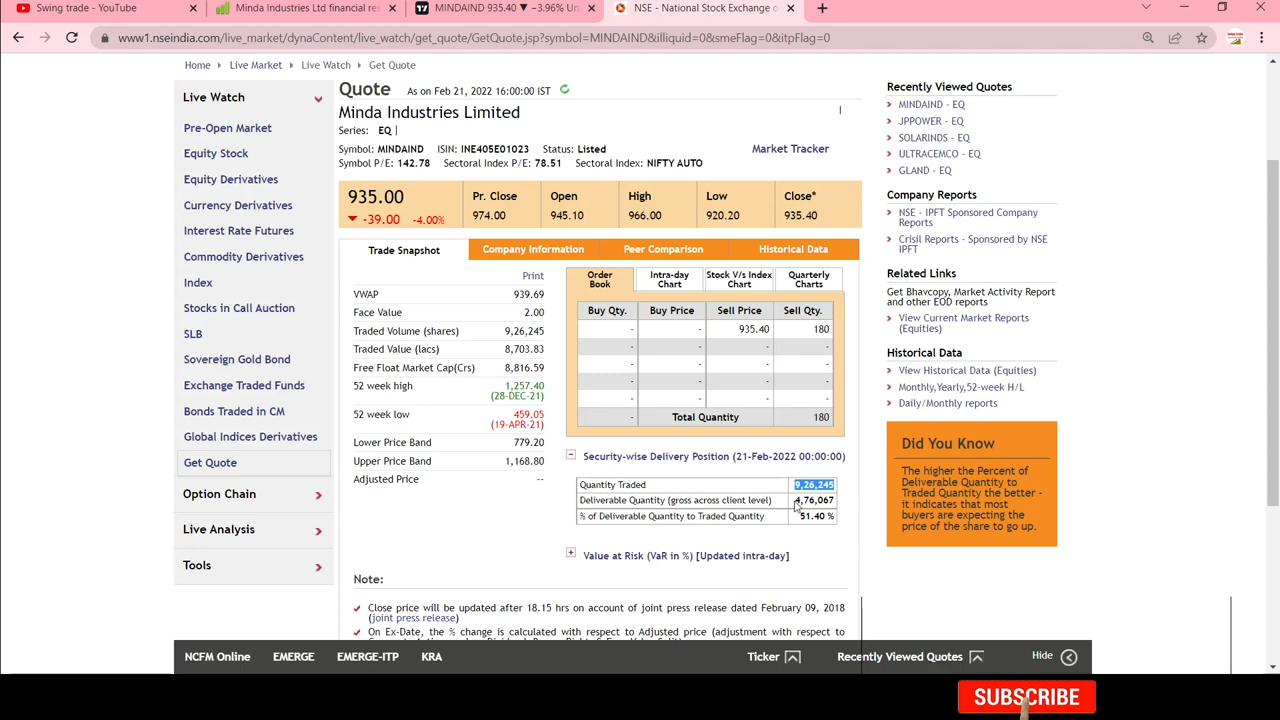 Swing trade - YouTube
Minda Industries Ltd financial re
MINDAIND 935.40 ▼ −3.96% Un
NSE - National Stock Exchange o
www1.nseindia.com/live_market/dynaContent/live_watch/get_quote/GetQuote.jsp?symbol=MINDAIND&illiquid=0&smeFlag=0&itpFlag=0
Home Live Market Live Watch Get Quote
Live Watch
Pre-Open Market
Equity Stock
Equity Derivatives
Currency Derivatives
Interest Rate Futures
Commodity Derivatives
Index
Stocks in Call Auction
SLB
Sovereign Gold Bond
Exchange Traded Funds
Bonds Traded in CM
Global Indices Derivatives
Get Quote
Option Chain
Live Analysis
Tools
Quote As on Feb 21, 2022 16:00:00 IST
Minda Industries Limited
Series: EQ |
Symbol: MINDAIND ISIN: INE405E01023 Status: Listed Market Tracker
Symbol P/E: 142.78 Sectoral Index P/E: 78.51 Sectoral Index: NIFTY AUTO
935.00 Pr. Close Open High Low Close*
-39.00 -4.00% 974.00 945.10 966.00 920.20 935.40
Trade Snapshot Company Information Peer Comparison Historical Data
Print
VWAP 939.69
Face Value 2.00
Traded Volume (shares) 9,26,245
Traded Value (lacs) 8,703.83
Free Float Market Cap(Crs) 8,816.59
52 week high 1,257.40
(28-DEC-21)
52 week low 459.05
(19-APR-21)
Lower Price Band 779.20
Upper Price Band 1,168.80
Adjusted Price --
Order Book Intra-day Chart Stock V/s Index Chart Quarterly Charts
Buy Qty. Buy Price Sell Price Sell Qty.
- - 935.40 180
- - - -
- - - -
- - - -
- - - -
- Total Quantity 180
Security-wise Delivery Position (21-Feb-2022 00:00:00)
Quantity Traded 9,26,245
Deliverable Quantity (gross across client level) 4,76,067
% of Deliverable Quantity to Traded Quantity 51.40 %
Value at Risk (VaR in %) [Updated intra-day]
Note:
Close price will be updated after 18.15 hrs on account of joint press release dated February 09, 2018
(joint press release)
On Ex-Date, the % change is calculated with respect to Adjusted price (adjustment with respect to
Recently Viewed Quotes
MINDAIND - EQ
JPPOWER - EQ
SOLARINDS - EQ
ULTRACEMCO - EQ
GLAND - EQ
Company Reports
NSE - IPFT Sponsored Company
Reports
Crisil Reports - Sponsored by NSE
IPFT
Related Links
Get Bhavcopy, Market Activity Report
and other EOD reports
View Current Market Reports
(Equities)
Historical Data
View Historical Data (Equities)
Monthly,Yearly,52-week H/L
Daily/Monthly reports
Did You Know
The higher the Percent of
Deliverable Quantity to
Traded Quantity the better -
it indicates that most
buyers are expecting the
price of the share to go up.
NCFM Online EMERGE EMERGE-ITP KRA Ticker Recently Viewed Quotes Hide
SUBSCRIBE